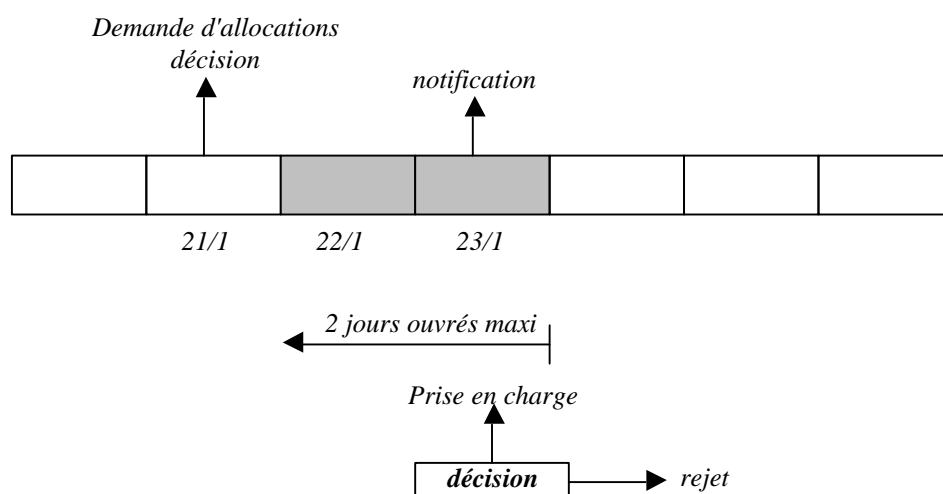 Demande d'allocations
décision
notification
21/1
22/1
23/1
2 jours ouvrés maxi
Prise en charge
décision
rejet